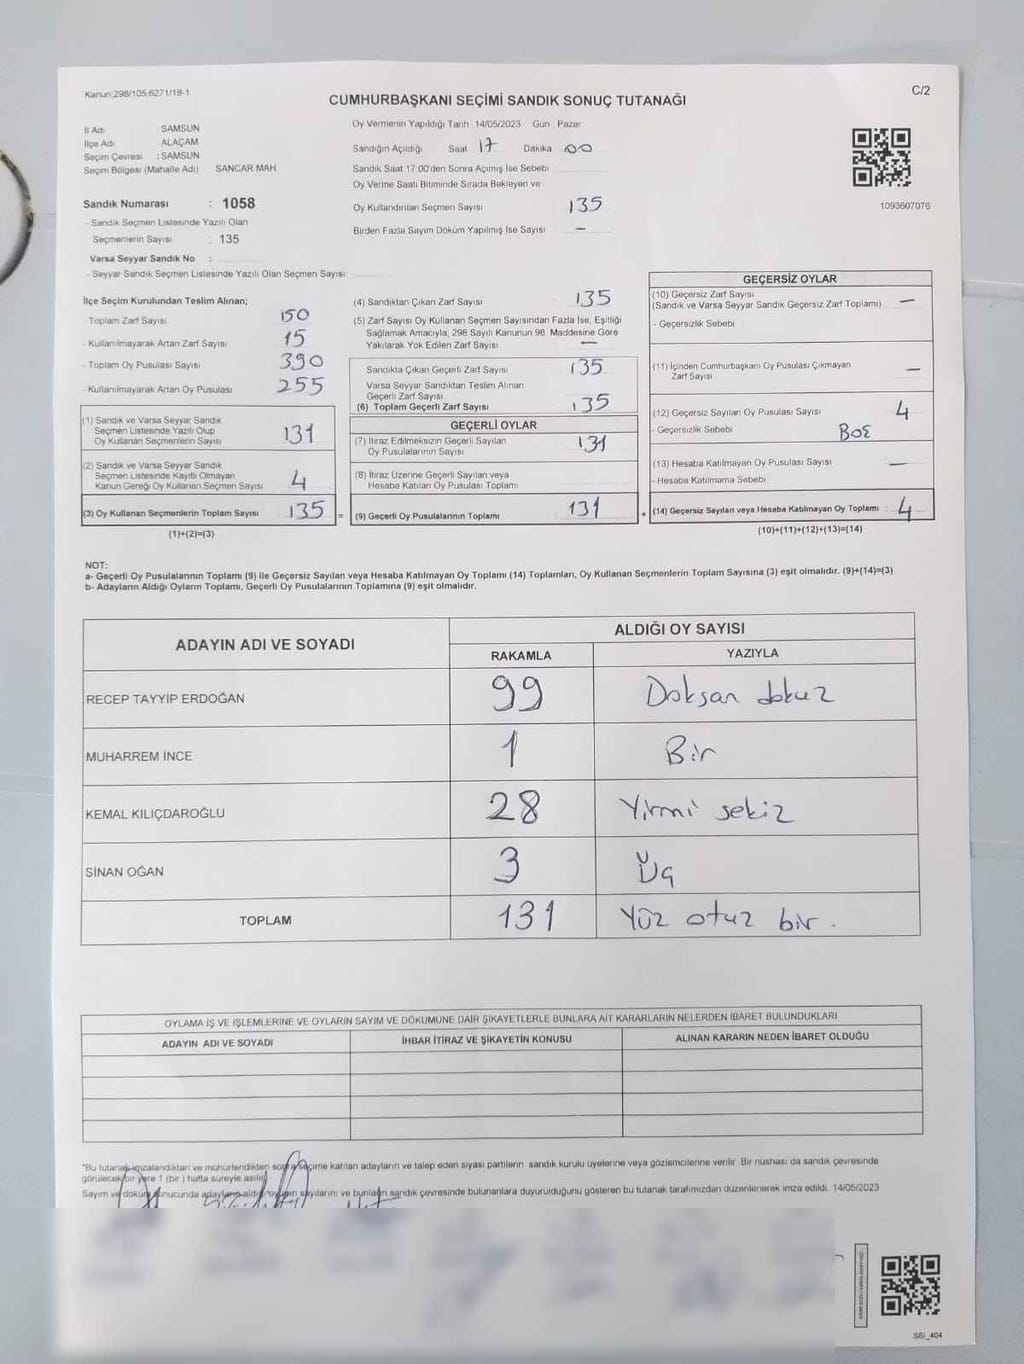 Kanun:298/105;6271/18-1
C/2
CUMHURBAŞKANI SEÇİMİ SANDIK SONUÇ TUTANAĞI
İl Adı : SAMSUN
İlçe Adı : ALAÇAM
Seçim Çevresi : SAMSUN
Seçim Bölgesi (Mahalle Adı) SANCAR MAH.
Sandık Numarası : 1058
- Sandık Seçmen Listesinde Yazılı Olan
Seçmenlerin Sayısı : 135
Varsa Seyyar Sandık No :
- Seyyar Sandık Seçmen Listesinde Yazılı Olan Seçmen Sayısı:
Oy Vermenin Yapıldığı Tarih 14/05/2023 Gün Pazar
Sandığın Açıldığı Saat 17 Dakika 00
Sandık Saat 17:00'den Sonra Açımış İse Sebebi
Oy Verme Saati Bitiminde Sırada Bekleyen ve
Oy Kullandırılan Seçmen Sayısı 135
Birden Fazla Sayım Döküm Yapılmış İse Sayısı —
1093607076
İlçe Seçim Kurulundan Teslim Alınan;
- Toplam Zarf Sayısı 150
- Kullanılmayarak Artan Zarf Sayısı 15
- Toplam Oy Pusulası Sayısı 390
- Kullanılmayarak Artan Oy Pusulası 255
(1) Sandık ve Varsa Seyyar Sandık
Seçmen Listesinde Yazılı Olup
Oy Kullanan Seçmenlerin Sayısı 131
(2) Sandık ve Varsa Seyyar Sandık
Seçmen Listesinde Kayıtlı Olmayan
Kanun Gereği Oy Kullanan Seçmen Sayısı 4
(3) Oy Kullanan Seçmenlerin Toplam Sayısı 135 =
(1)+(2)=(3)
(4) Sandıktan Çıkan Zarf Sayısı 135
(5) Zarf Sayısı Oy Kullanan Seçmen Sayısından Fazla İse, Eşitliği
Sağlamak Amacıyla; 298 Sayılı Kanunun 98. Maddesine Göre
Yakılarak Yok Edilen Zarf Sayısı —
Sandıkta Çıkan Geçerli Zarf Sayısı 135
Varsa Seyyar Sandıktan Teslim Alınan
Geçerli Zarf Sayısı
(6) Toplam Geçerli Zarf Sayısı 135
GEÇERLİ OYLAR
(7) İtiraz Edilmeksizin Geçerli Sayılan
Oy Pusulalarının Sayısı 131
(8) İtiraz Üzerine Geçerli Sayılan veya
Hesaba Katılan Oy Pusulası Toplamı
(9) Geçerli Oy Pusulalarının Toplamı 131 +
GEÇERSİZ OYLAR
(10) Geçersiz Zarf Sayısı
(Sandık ve Varsa Seyyar Sandık Geçersiz Zarf Toplamı) —
- Geçersizlik Sebebi
(11) İçinden Cumhurbaşkanı Oy Pusulası Çıkmayan
Zarf Sayısı —
(12) Geçersiz Sayılan Oy Pusulası Sayısı 4
- Geçersizlik Sebebi BOŞ
(13) Hesaba Katılmayan Oy Pusulası Sayısı —
- Hesaba Katılmama Sebebi
(14) Geçersiz Sayılan veya Hesaba Katılmayan Oy Toplamı : 4
(10)+(11)+(12)+(13)=(14)
NOT:
a- Geçerli Oy Pusulalarının Toplamı (9) ile Geçersiz Sayılan veya Hesaba Katılmayan Oy Toplamı (14) Toplamları, Oy Kullanan Seçmenlerin Toplam Sayısına (3) eşit olmalıdır. (9)+(14)=(3)
b- Adayların Aldığı Oyların Toplamı, Geçerli Oy Pusulalarının Toplamına (9) eşit olmalıdır.
ADAYIN ADI VE SOYADI ALDIĞI OY SAYISI
RAKAMLA YAZIYLA
RECEP TAYYİP ERDOĞAN 99 Doksan dokuz
MUHARREM İNCE 1 Bir
KEMAL KILIÇDAROĞLU 28 Yirmi sekiz
SİNAN OĞAN 3 Üç
TOPLAM 131 Yüz otuz bir.
OYLAMA İŞ VE İŞLEMLERİNE VE OYLARIN SAYIM VE DÖKÜMÜNE DAİR ŞİKAYETLERLE BUNLARA AİT KARARLARIN NELERDEN İBARET BULUNDUKLARI
ADAYIN ADI VE SOYADI İHBAR İTİRAZ VE ŞİKAYETİN KONUSU ALINAN KARARIN NEDEN İBARET OLDUĞU
*Bu tutanak imzalandıktan ve mühürlendikten sonra seçime katılan adayların ve talep eden siyasi partilerin sandık kurulu üyelerine veya gözlemcilerine verilir. Bir nüshası da sandık çevresinde
görülecek bir yere 1 (bir) hafta süreyle asılır.
Sayım ve döküm sonucunda adayların aldığı oyların sayılarını ve bunların sandık çevresinde bulunanlara duyurulduğunu gösteren bu tutanak tarafımızdan düzenlenerek imza edildi. 14/05/2023
SSI_404